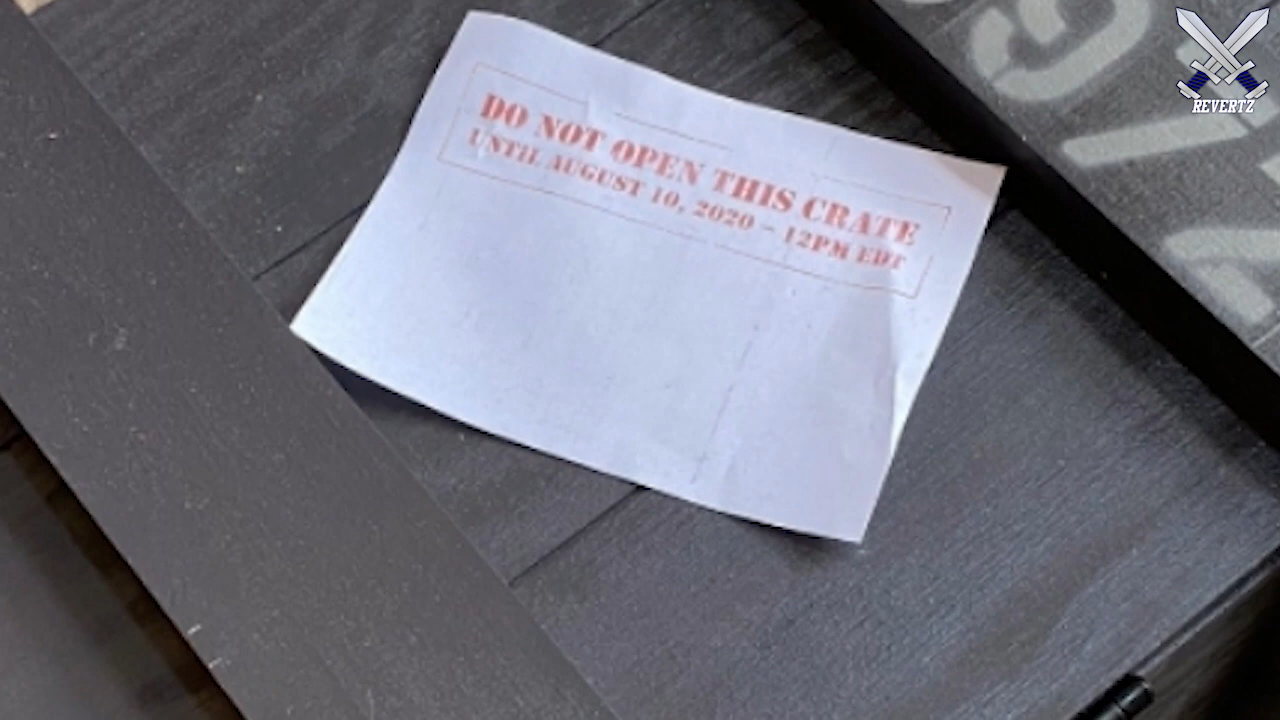 DO NOT OPEN THIS CRATE
UNTIL AUGUST 10, 2020 - 12PM EDT
REVERTZ